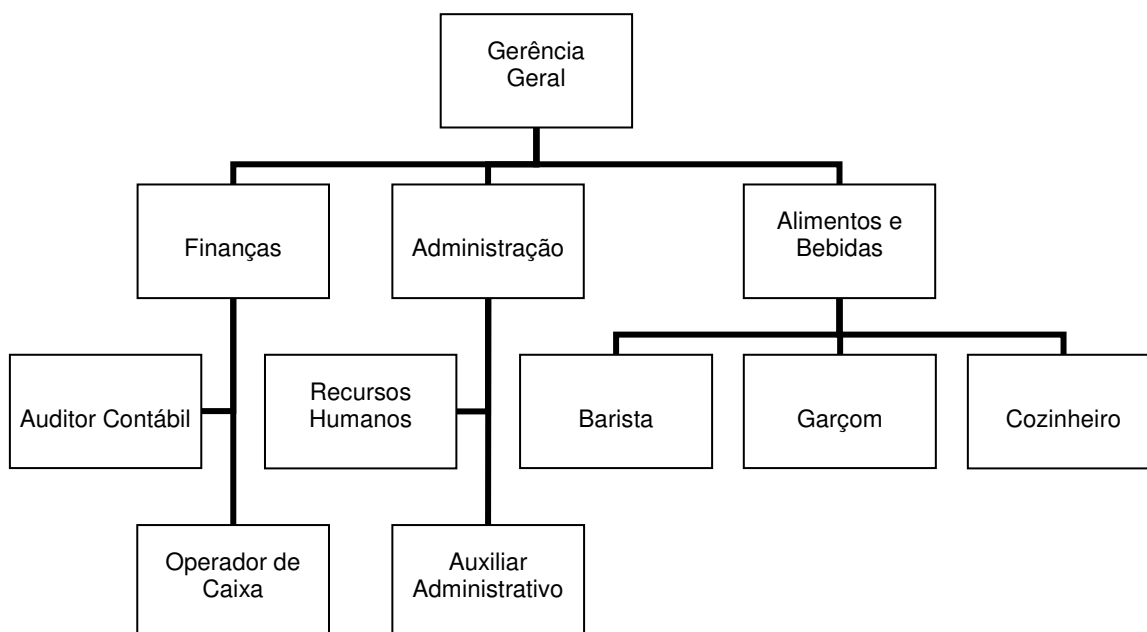 Gerência
Geral
Finanças
Administração
Alimentos e
Bebidas
Auditor Contábil
Recursos
Humanos
Barista
Garçom
Cozinheiro
Operador de
Caixa
Auxiliar
Administrativo